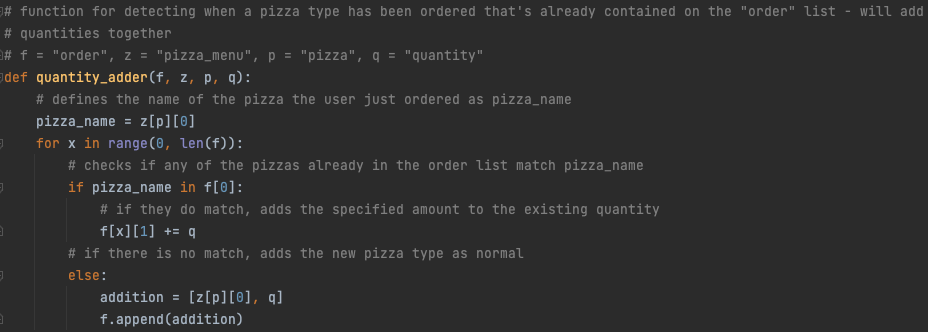 # function for detecting when a pizza type has been ordered that's already contained on the "order" list - will add
# quantities together
# f = "order", z = "pizza_menu", p = "pizza", q = "quantity"
def quantity_adder(f, z, p, q):
    # defines the name of the pizza the user just ordered as pizza_name
    pizza_name = z[p][0]
    for x in range(0, len(f)):
        # checks if any of the pizzas already in the order list match pizza_name
        if pizza_name in f[0]:
            # if they do match, adds the specified amount to the existing quantity
            f[x][1] += q
        # if there is no match, adds the new pizza type as normal
        else:
            addition = [z[p][0], q]
            f.append(addition)